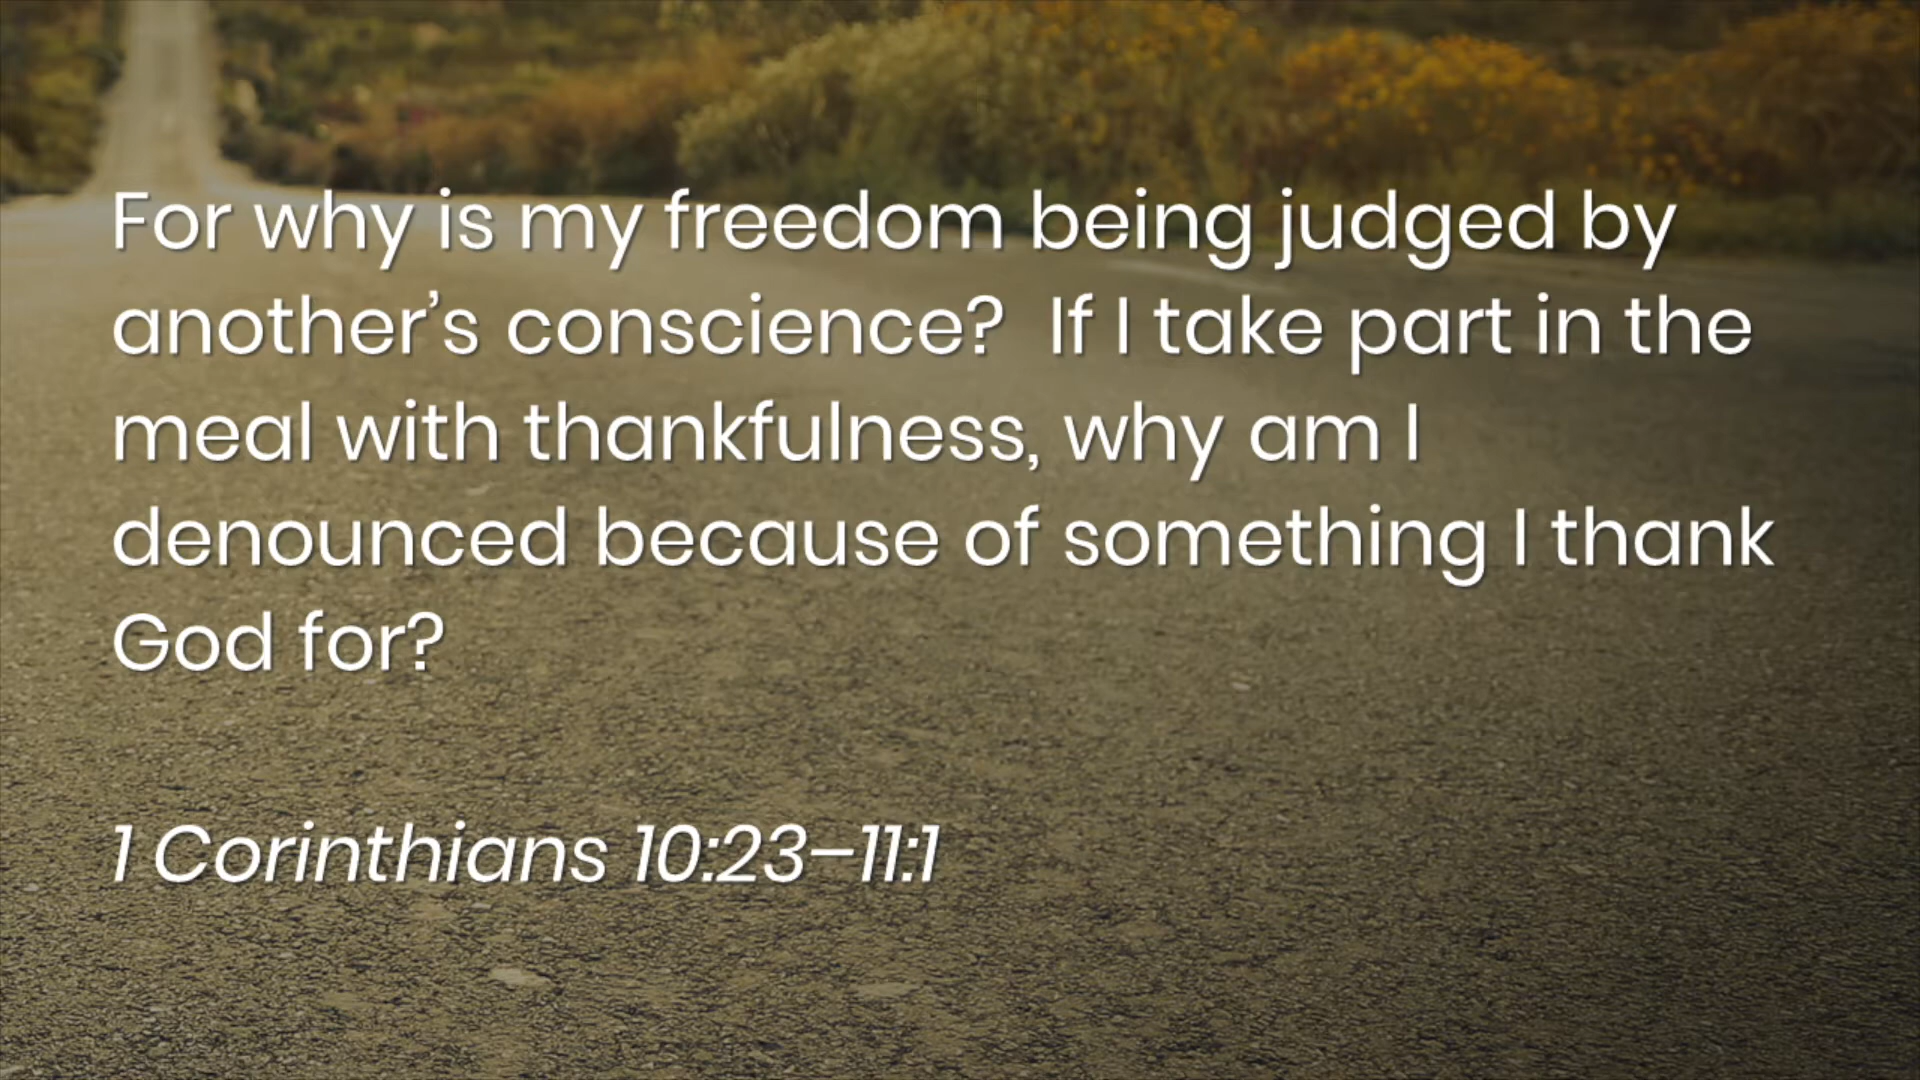 For why is my freedom being judged by
another’s conscience?  If I take part in the
meal with thankfulness, why am I
denounced because of something I thank
God for?
1 Corinthians 10:23–11:1